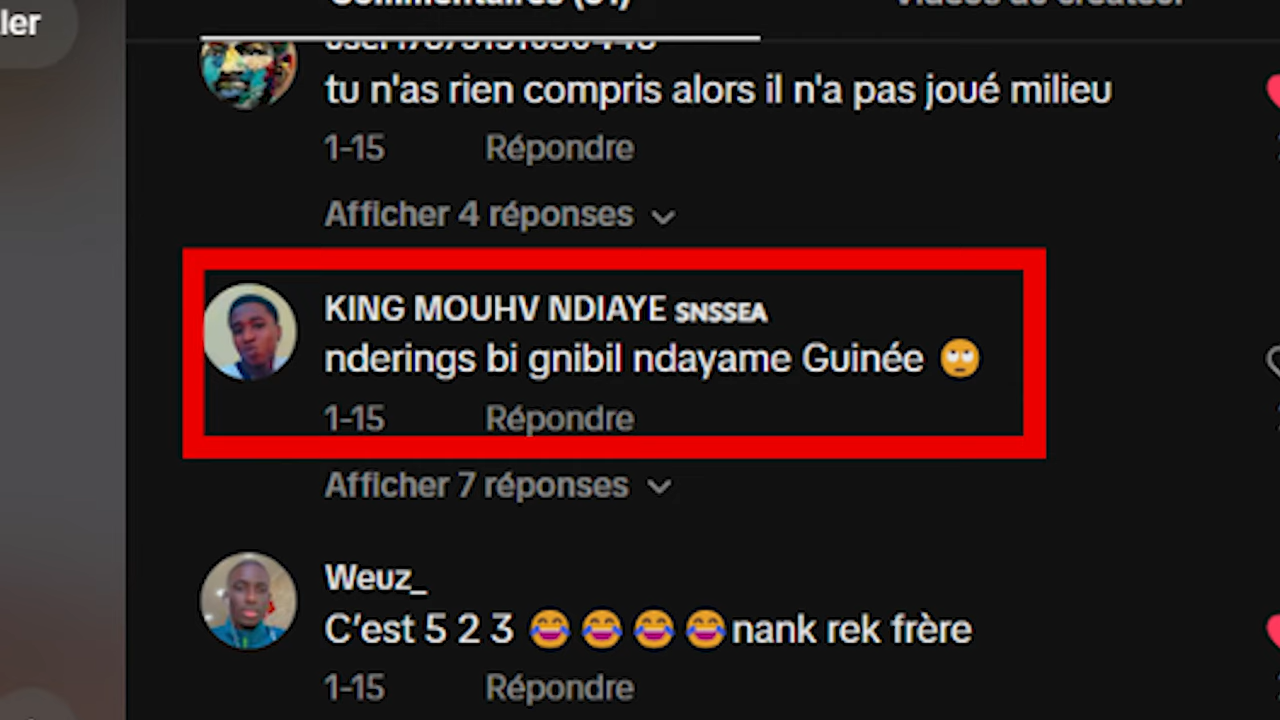 ler
tu n'as rien compris alors il n'a pas joué milieu
1-15 Répondre
Afficher 4 réponses
KING MOUHV NDIAYE SNSSEA
nderings bi gnibil ndayame Guinée 🙄
1-15 Répondre
Afficher 7 réponses
Weuz_
C'est 5 2 3 😂😂😂😂nank rek frère
1-15 Répondre